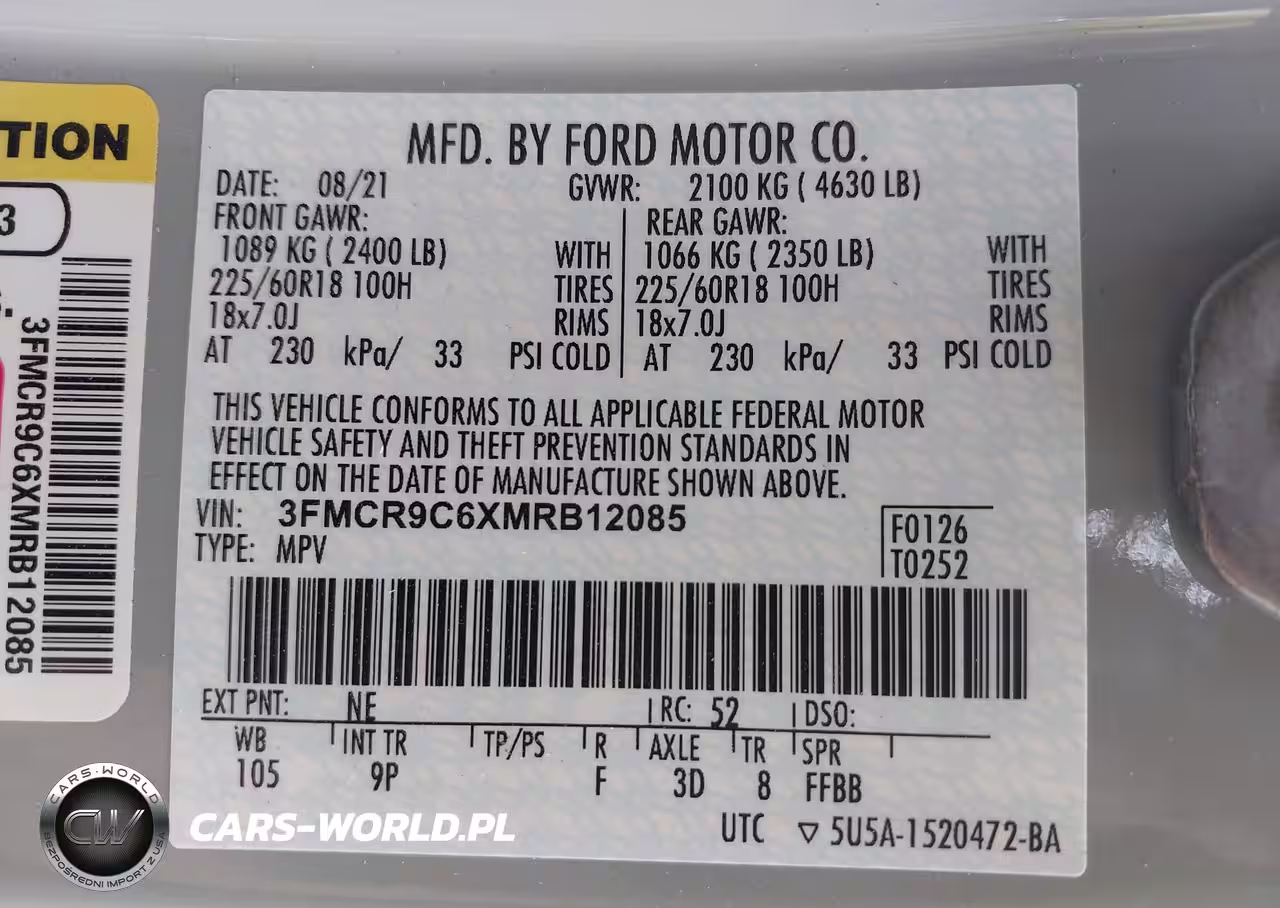 TION
3
3FMCR9C6XMRB12085
MFD. BY FORD MOTOR CO.
DATE: 08/21 GVWR: 2100 KG ( 4630 LB)
FRONT GAWR: REAR GAWR:
1089 KG ( 2400 LB) WITH 1066 KG ( 2350 LB) WITH
225/60R18 100H TIRES 225/60R18 100H TIRES
18x7.0J RIMS 18x7.0J RIMS
AT 230 kPa/ 33 PSI COLD AT 230 kPa/ 33 PSI COLD
THIS VEHICLE CONFORMS TO ALL APPLICABLE FEDERAL MOTOR
VEHICLE SAFETY AND THEFT PREVENTION STANDARDS IN
EFFECT ON THE DATE OF MANUFACTURE SHOWN ABOVE.
VIN: 3FMCR9C6XMRB12085
F0126
TYPE: MPV
T0252
EXT PNT: NE RC: 52 DSO:
WB INT TR TP/PS R AXLE TR SPR
105 9P F 3D 8 FFBB
UTC ▽ 5U5A-1520472-BA
CARS-WORLD
CW
BEZPOŚREDNI IMPORT Z USA
CARS-WORLD.PL